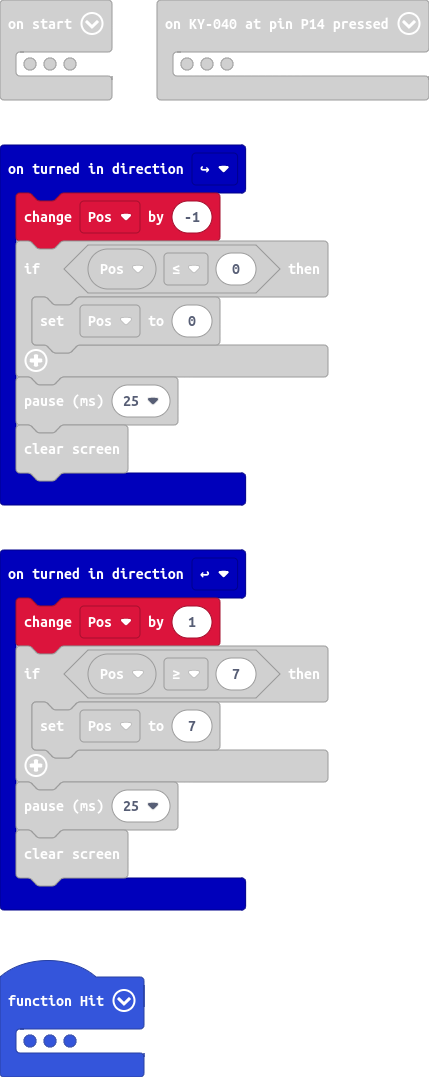 on start on KY-040 at pin P14 pressed
on turned in direction ↪
change Pos by -1
if Pos ≤ 0 then
set Pos to 0
pause (ms) 25
clear screen
on turned in direction ↩
change Pos by 1
if Pos ≥ 7 then
set Pos to 7
pause (ms) 25
clear screen
function Hit